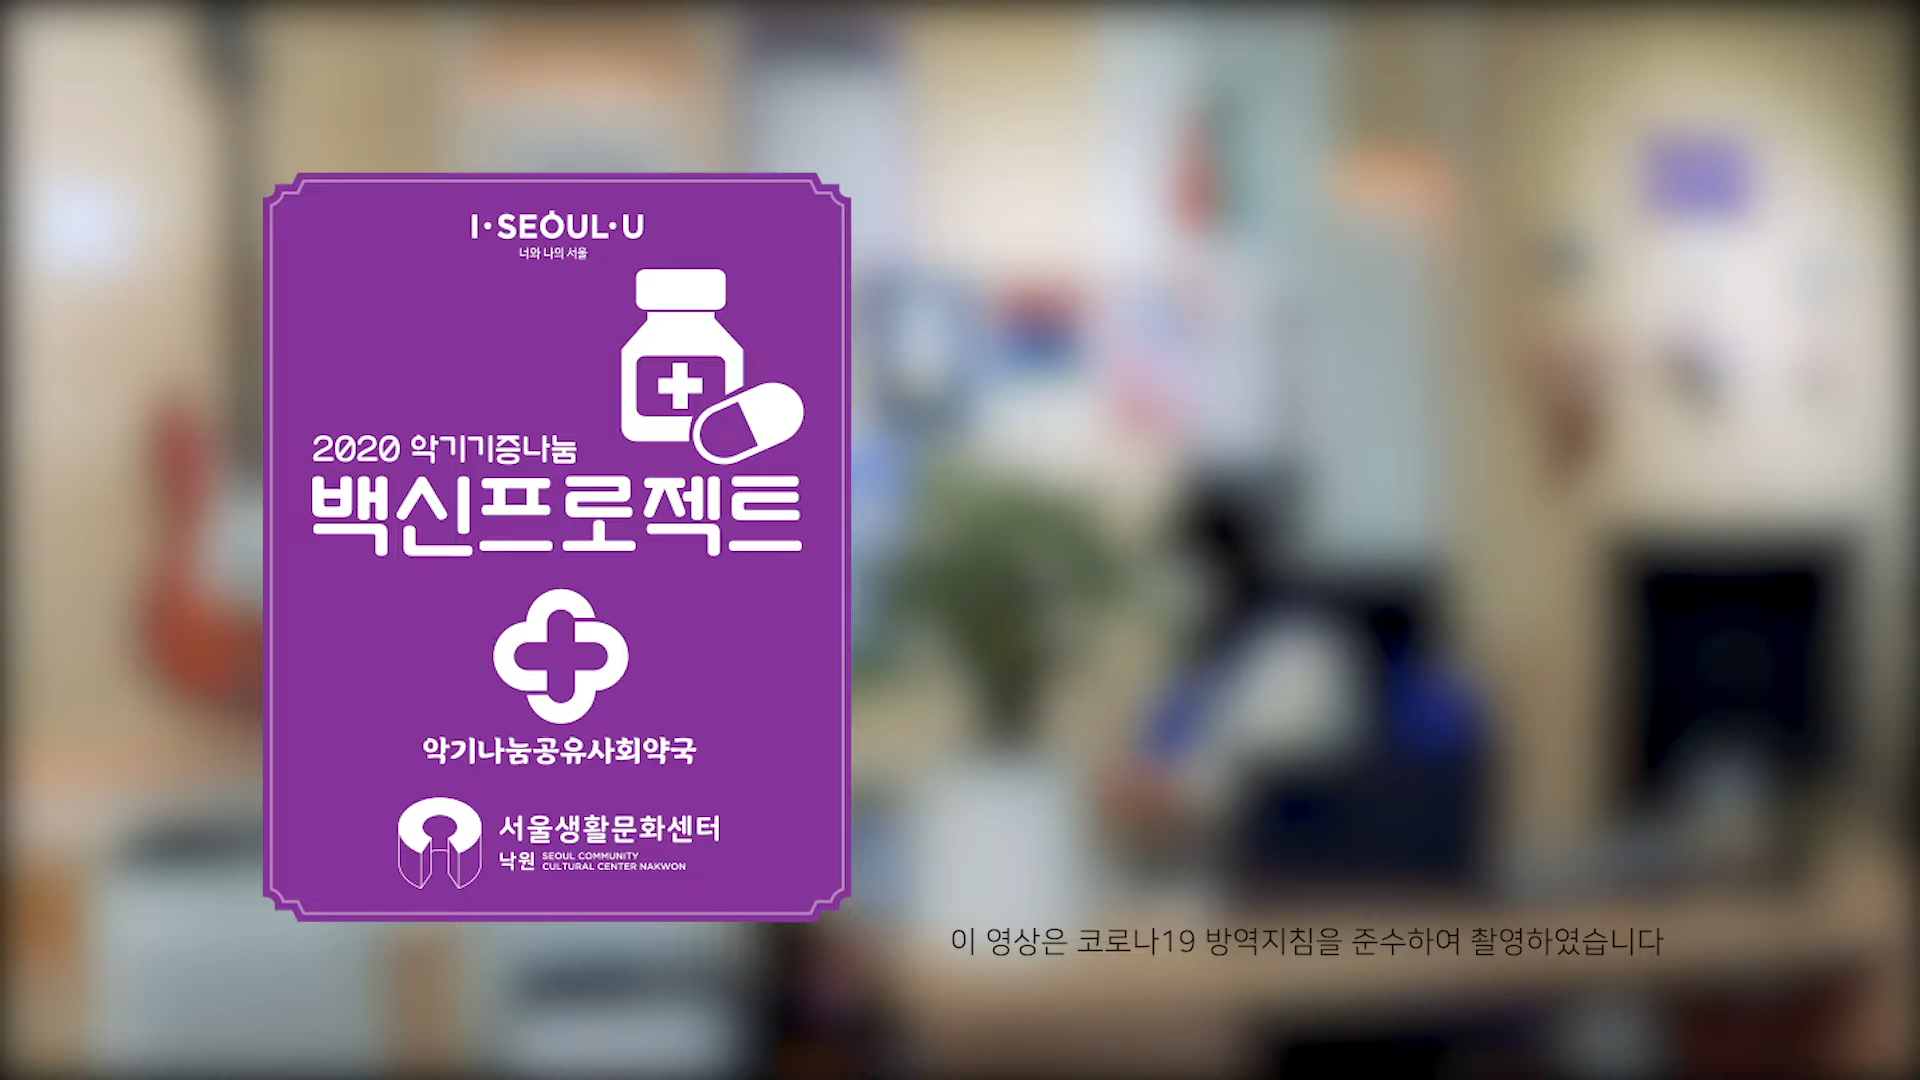 I·SEOUL·U
너와 나의 서울
2020 악기기증나눔
백신프로젝트
악기나눔공유사회약국
서울생활문화센터
낙원 SEOUL COMMUNITY
CULTURAL CENTER NAKWON
이 영상은 코로나19 방역지침을 준수하여 촬영하였습니다